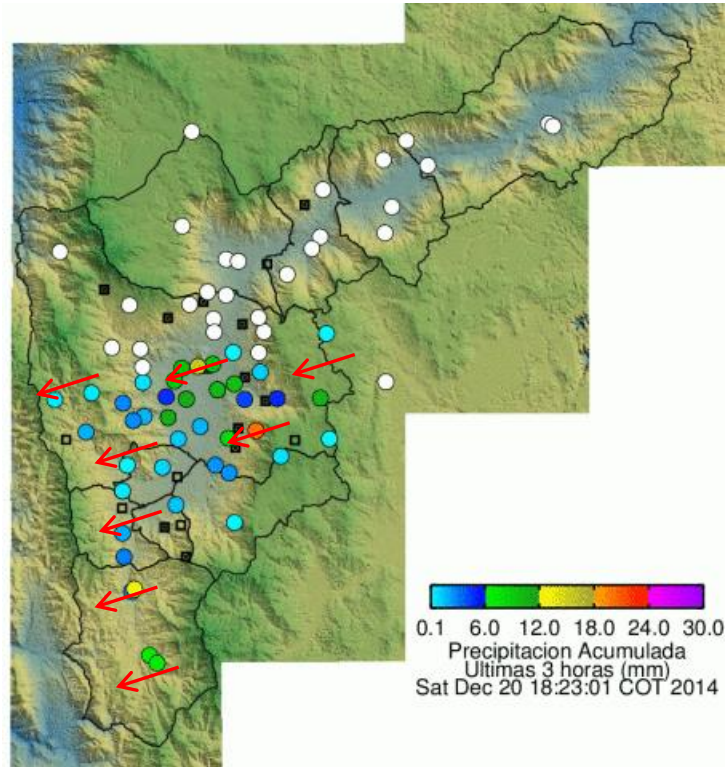 0.1 6.0 12.0 18.0 24.0 30.0
Precipitacion Acumulada
Ultimas 3 horas (mm)
Sat Dec 20 18:23:01 COT 2014